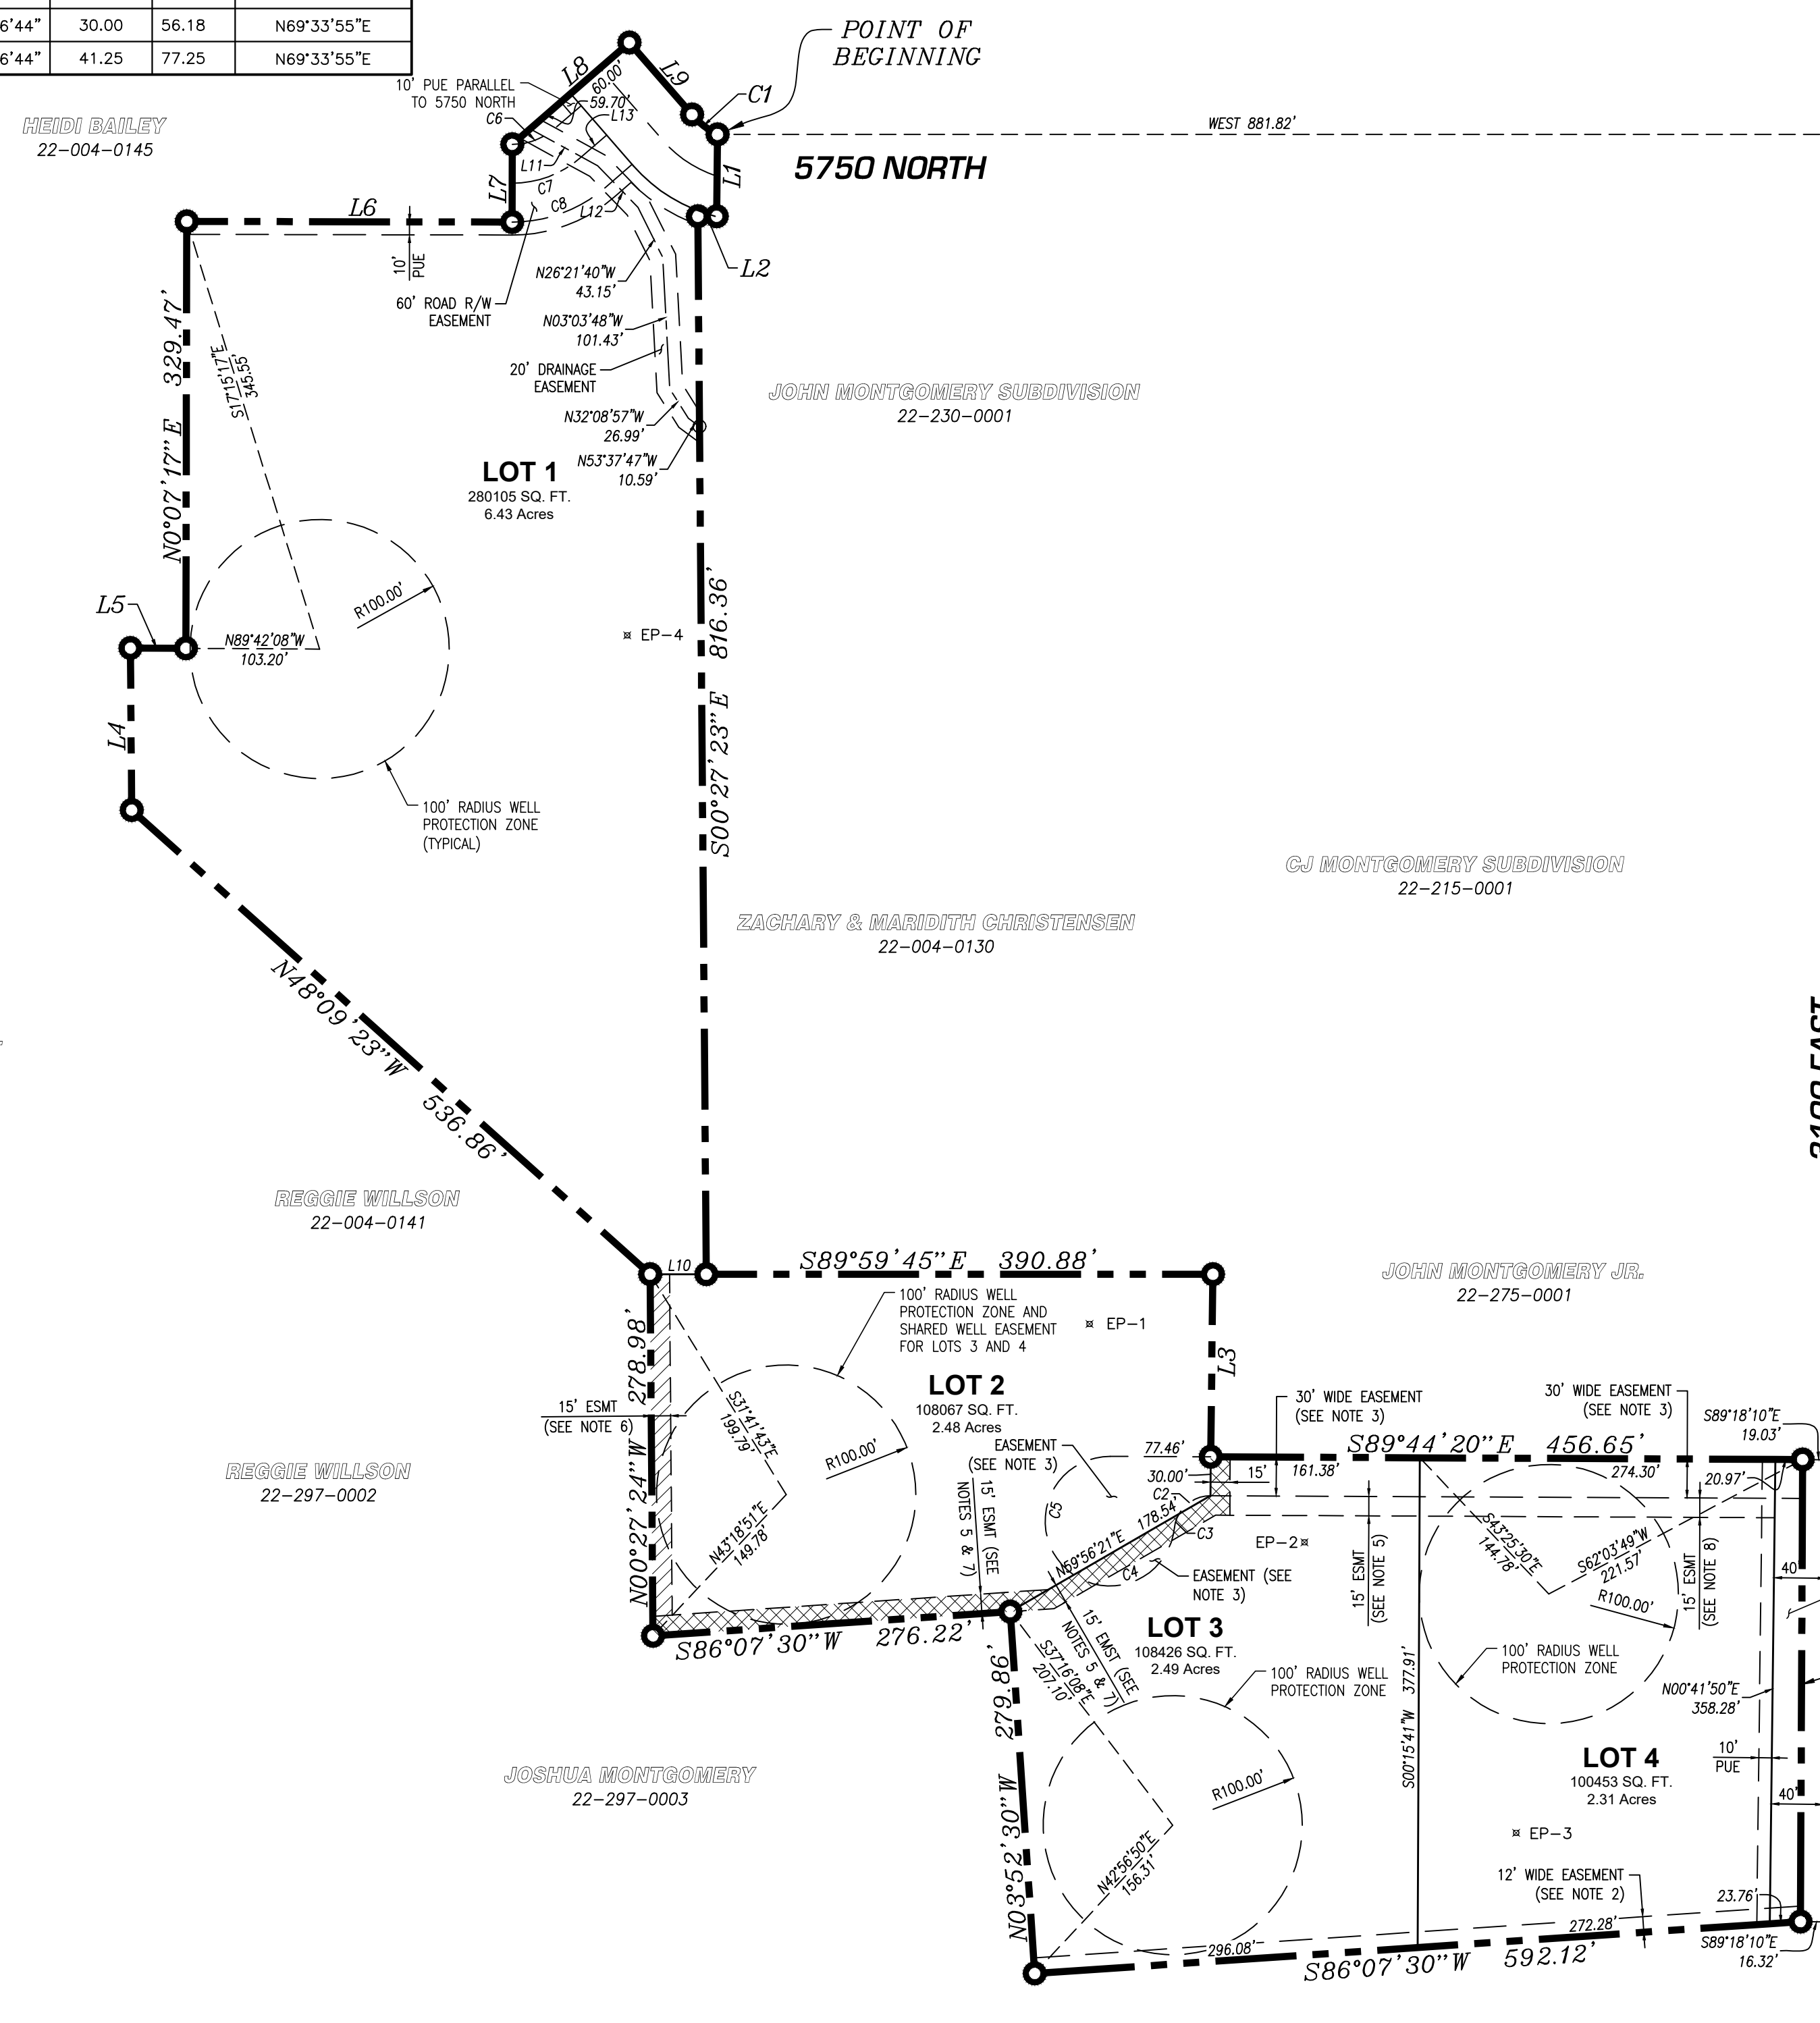 6'44" 30.00 56.18 N69°33'55"E
6'44" 41.25 77.25 N69°33'55"E
POINT OF
BEGINNING
10' PUE PARALLEL
TO 5750 NORTH
C6
L8
60.00'
59.70'
L13
L9
C1
WEST 881.82'
5750 NORTH
HEIDI BAILEY
22-004-0145
L11
C7
C8
L12
L7
L1
L6
10'
PUE
L2
60' ROAD R/W
EASEMENT
N26°21'40"W
43.15'
N03°03'48"W
101.43'
20' DRAINAGE
EASEMENT
N32°08'57"W
26.99'
N53°37'47"W
10.59'
N0°07'17"E 329.47'
S17°15'17"E
345.55'
JOHN MONTGOMERY SUBDIVISION
22-230-0001
LOT 1
280105 SQ. FT.
6.43 Acres
R100.00'
L5
N89°42'08"W
103.20'
EP-4
L4
S00°27'23"E 816.36'
100' RADIUS WELL
PROTECTION ZONE
(TYPICAL)
CJ MONTGOMERY SUBDIVISION
22-215-0001
ZACHARY & MARIDITH CHRISTENSEN
22-004-0130
N48°09'23"W 536.86'
REGGIE WILLSON
22-004-0141
L10
S89°59'45"E 390.88'
JOHN MONTGOMERY JR.
22-275-0001
100' RADIUS WELL
PROTECTION ZONE AND
SHARED WELL EASEMENT
FOR LOTS 3 AND 4
EP-1
L3
N00°27'24"W 278.98'
15' ESMT
(SEE NOTE 6)
S31°41'43"E
199.79'
LOT 2
108067 SQ. FT.
2.48 Acres
R100.00'
N43°18'51"E
149.78'
EASEMENT
(SEE NOTE 3)
15' ESMT (SEE
NOTES 5 & 7)
REGGIE WILLSON
22-297-0002
30' WIDE EASEMENT
(SEE NOTE 3)
30' WIDE EASEMENT
(SEE NOTE 3)
S89°18'10"E
19.03'
77.46'
S89°44'20"E 456.65'
30.00'
15'
161.38'
274.30'
20.97'
C2
C5
N59°56'21"E 178.54'
C3
C4
EP-2
EASEMENT (SEE
NOTE 3)
15' ESMT
(SEE NOTE 5)
S43°25'30"E
144.78'
S62°03'49"W
221.57'
R100.00'
15' ESMT
(SEE NOTE 8)
40'
S86°07'30"W 276.22'
15' EMST (SEE
NOTES 5 & 7)
LOT 3
108426 SQ. FT.
2.49 Acres
S37°16'08"E
207.10'
100' RADIUS WELL
PROTECTION ZONE
100' RADIUS WELL
PROTECTION ZONE
S00°15'41"W 377.91'
N00°41'50"E
358.28'
N03°52'30"W 279.86'
R100.00'
N42°56'50"E
156.31'
LOT 4
100453 SQ. FT.
2.31 Acres
10'
PUE
40'
EP-3
JOSHUA MONTGOMERY
22-297-0003
12' WIDE EASEMENT
(SEE NOTE 2)
23.76'
272.28'
296.08'
S86°07'30"W 592.12'
S89°18'10"E
16.32'